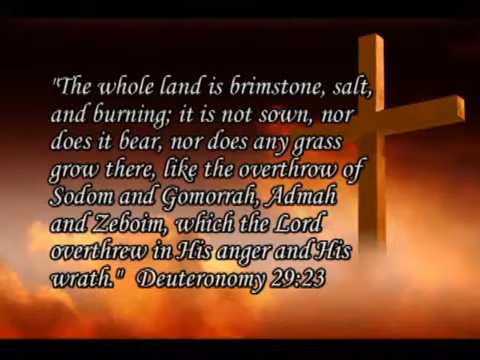 "The whole land is brimstone, salt,
and burning; it is not sown, nor
does it bear, nor does any grass
grow there, like the overthrow of
Sodom and Gomorrah, Admah
and Zeboim, which the Lord
overthrew in His anger and His
wrath." Deuteronomy 29:23